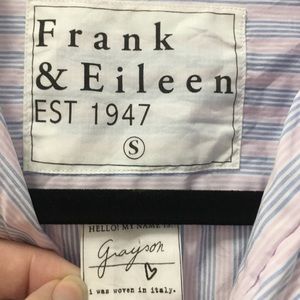 Frank
& Eileen
EST 1947
S
HELLO! MY NAME IS:
Grayson
i was woven in italy.